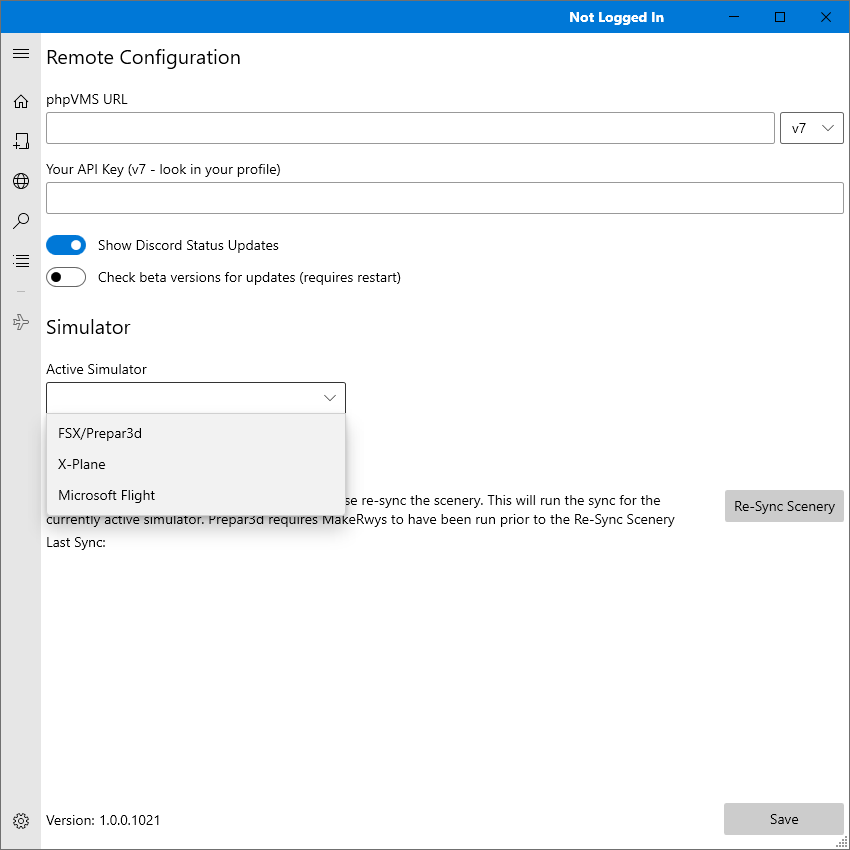 Not Logged In
Remote Configuration
phpVMS URL
v7
Your API Key (v7 - look in your profile)
Show Discord Status Updates
Check beta versions for updates (requires restart)
Simulator
Active Simulator
FSX/Prepar3d
X-Plane
Microsoft Flight
se re-sync the scenery. This will run the sync for the
currently active simulator. Prepar3d requires MakeRwys to have been run prior to the Re-Sync Scenery
Re-Sync Scenery
Last Sync:
Version: 1.0.0.1021
Save